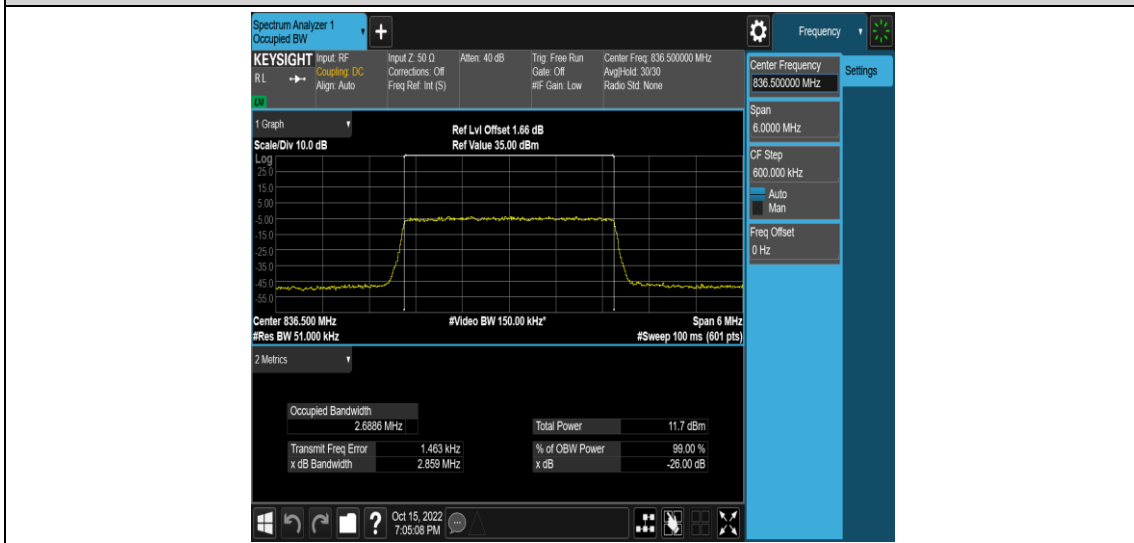 Spectrum Analyzer 1
Occupied BW
+
Frequency
KEYSIGHT
RL
LXI
Input: RF
Coupling: DC
Align: Auto
Input Z: 50 Ω
Corrections: Off
Freq Ref: Int (S)
Atten: 40 dB
Trig: Free Run
Gate: Off
#IF Gain: Low
Center Freq: 836.500000 MHz
Avg|Hold: 30/30
Radio Std: None
Center Frequency
836.500000 MHz
Settings
Span
6.0000 MHz
CF Step
600.000 kHz
Auto
Man
Freq Offset
0 Hz
1 Graph
Scale/Div 10.0 dB
Ref Lvl Offset 1.66 dB
Ref Value 35.00 dBm
Log
25.0
15.0
5.00
-5.00
-15.0
-25.0
-35.0
-45.0
-55.0
Center 836.500 MHz
#Video BW 150.00 kHz*
Span 6 MHz
#Res BW 51.000 kHz
#Sweep 100 ms (601 pts)
2 Metrics
Occupied Bandwidth
2.6886 MHz
Total Power 11.7 dBm
Transmit Freq Error 1.463 kHz
% of OBW Power 99.00 %
x dB Bandwidth 2.859 MHz
x dB -26.00 dB
?
Oct 15, 2022
7:05:08 PM